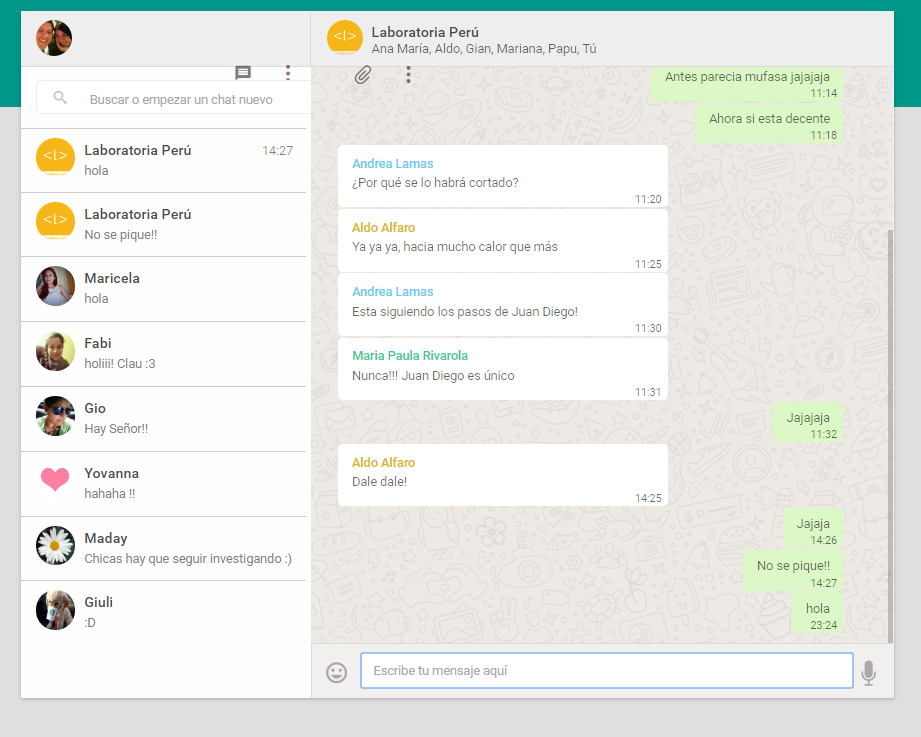 Buscar o empezar un chat nuevo
<l>
Laboratoria Perú
14:27
hola
<l>
Laboratoria Perú
No se pique!!
Maricela
hola
Fabi
holiii! Clau :3
Gio
Hay Señor!!
Yovanna
hahaha !!
Maday
Chicas hay que seguir investigando :)
Giuli
:D
<l>
Laboratoria Perú
Ana María, Aldo, Gian, Mariana, Papu, Tú
Antes parecia mufasa jajajaja
11:14
Ahora si esta decente
11:18
Andrea Lamas
¿Por qué se lo habrá cortado?
11:20
Aldo Alfaro
Ya ya ya, hacia mucho calor que más
11:25
Andrea Lamas
Esta siguiendo los pasos de Juan Diego!
11:30
Maria Paula Rivarola
Nunca!!! Juan Diego es único
11:31
Jajajaja
11:32
Aldo Alfaro
Dale dale!
14:25
Jajaja
14:26
No se pique!!
14:27
hola
23:24
Escribe tu mensaje aquí